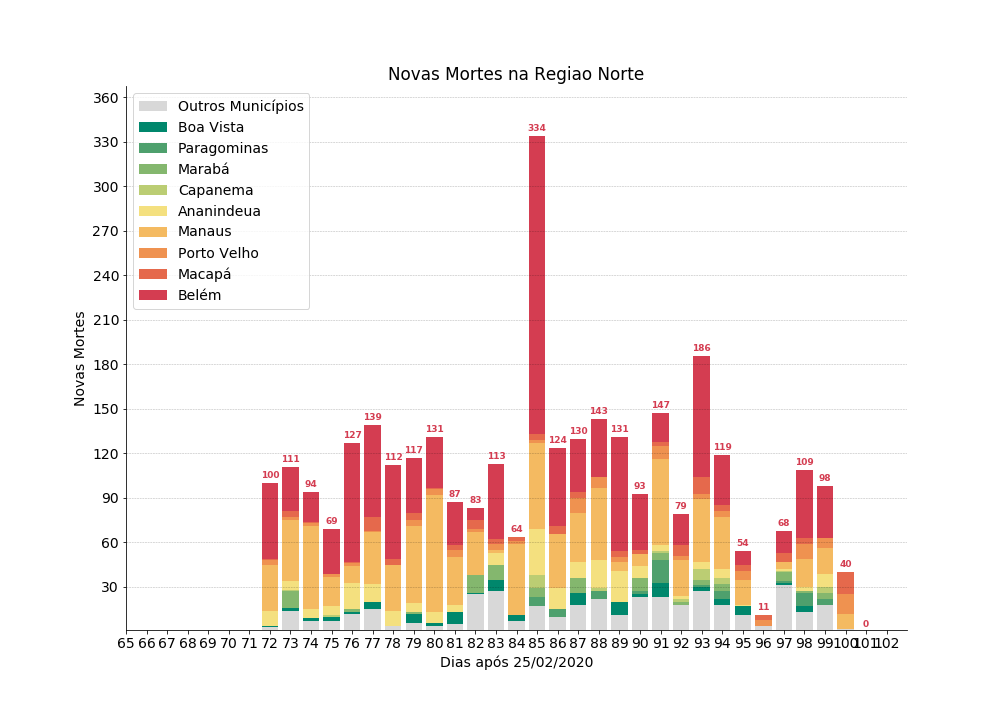 Novas Mortes na Regiao Norte
360
330
300
270
240
210
180
150
120
90
60
30
Novas Mortes
Outros Municípios
Boa Vista
Paragominas
Marabá
Capanema
Ananindeua
Manaus
Porto Velho
Macapá
Belém
100 111 94 69 127 139 112 117 131 87 83 113 64 334 124 130 143 131 93 147 79 186 119 54 11 68 109 98 40 0
65 66 67 68 69 70 71 72 73 74 75 76 77 78 79 80 81 82 83 84 85 86 87 88 89 90 91 92 93 94 95 96 97 98 99 100 101 102
Dias após 25/02/2020